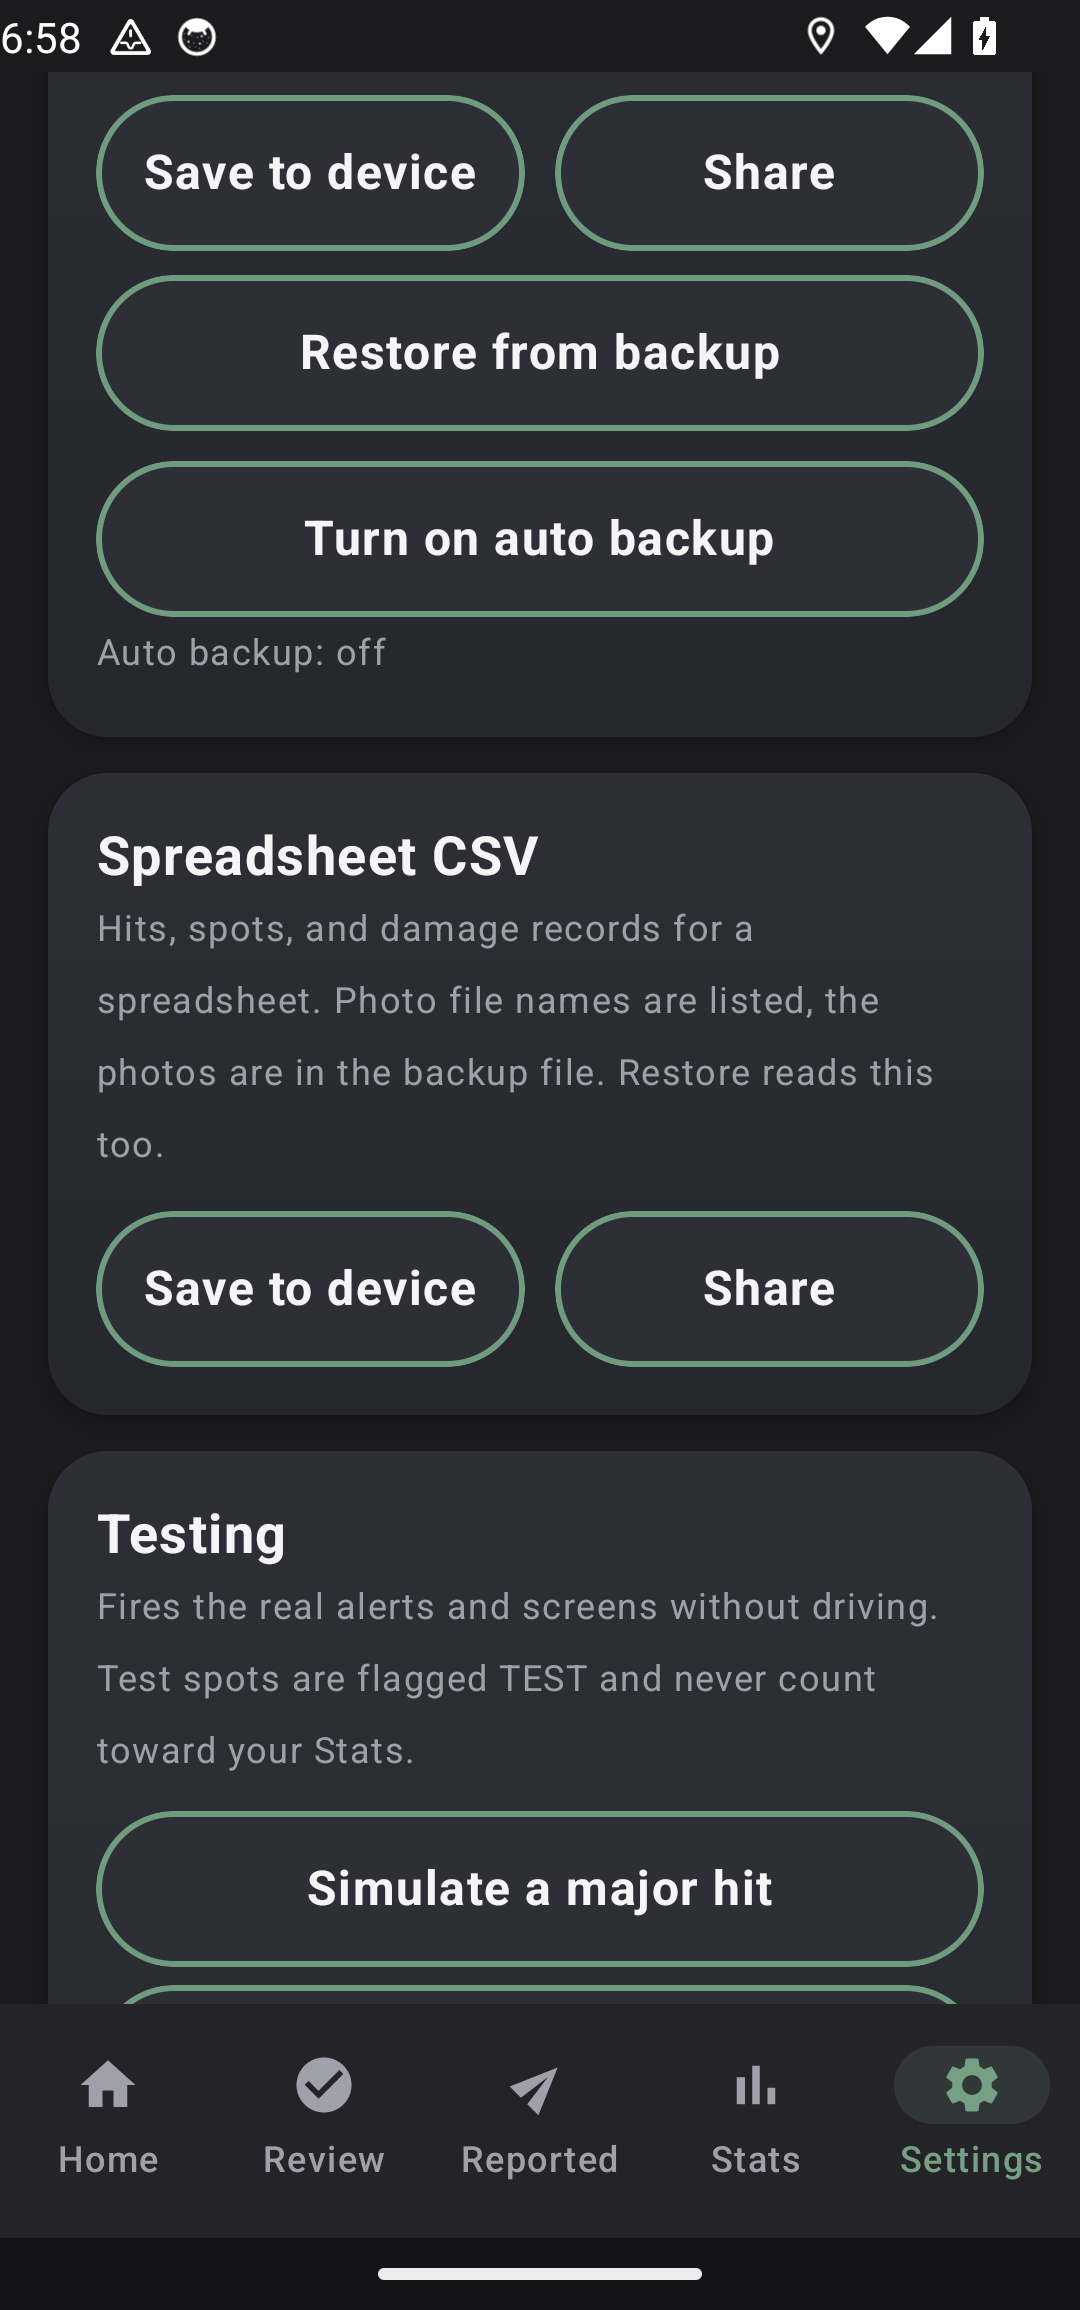 6:58
Save to device
Share
Restore from backup
Turn on auto backup
Auto backup: off
Spreadsheet CSV
Hits, spots, and damage records for a
spreadsheet. Photo file names are listed, the
photos are in the backup file. Restore reads this
too.
Save to device
Share
Testing
Fires the real alerts and screens without driving.
Test spots are flagged TEST and never count
toward your Stats.
Simulate a major hit
Home
Review
Reported
Stats
Settings